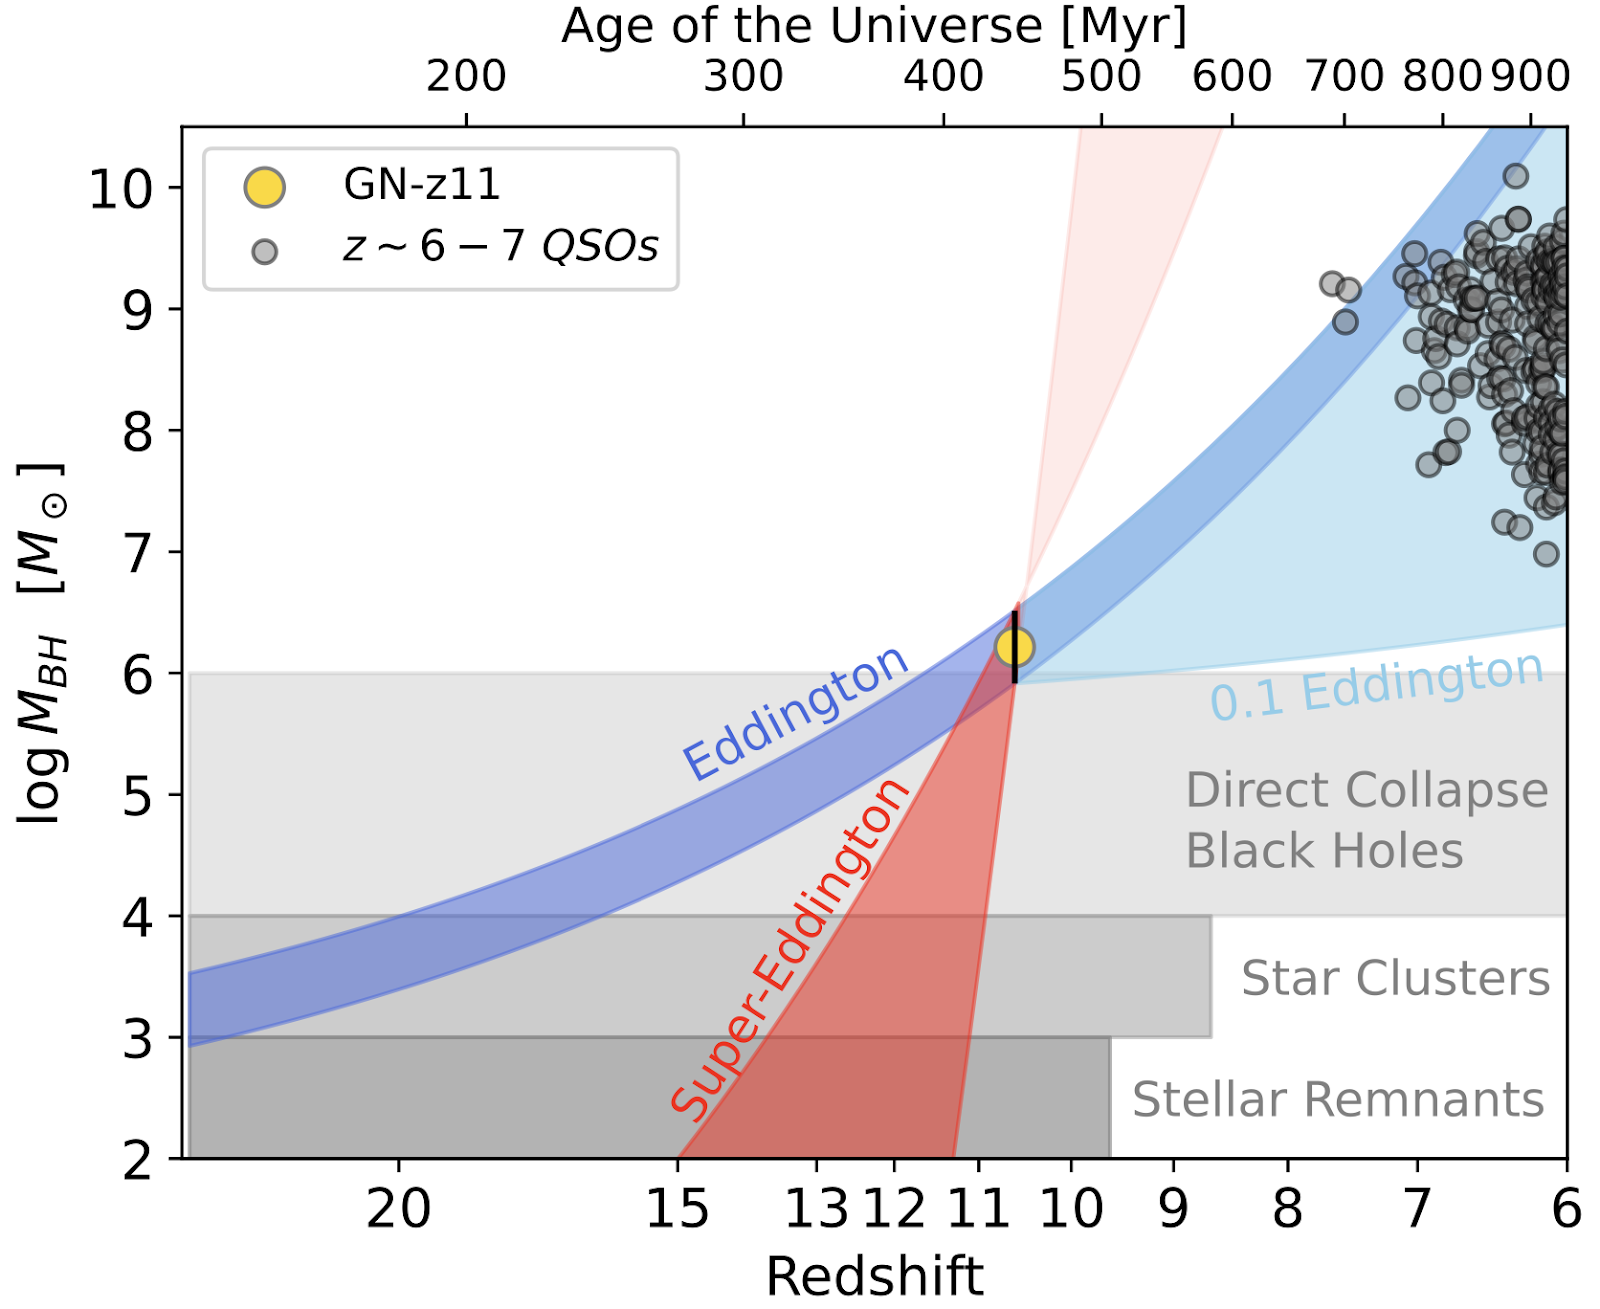 Age of the Universe [Myr]
200 300 400 500 600 700 800 900
GN-z11
z ~ 6 − 7 QSOs
10
9
8
7
6
5
4
3
2
log M_BH [M_⊙]
Eddington
Super-Eddington
0.1 Eddington
Direct Collapse
Black Holes
Star Clusters
Stellar Remnants
20 15 13 12 11 10 9 8 7 6
Redshift